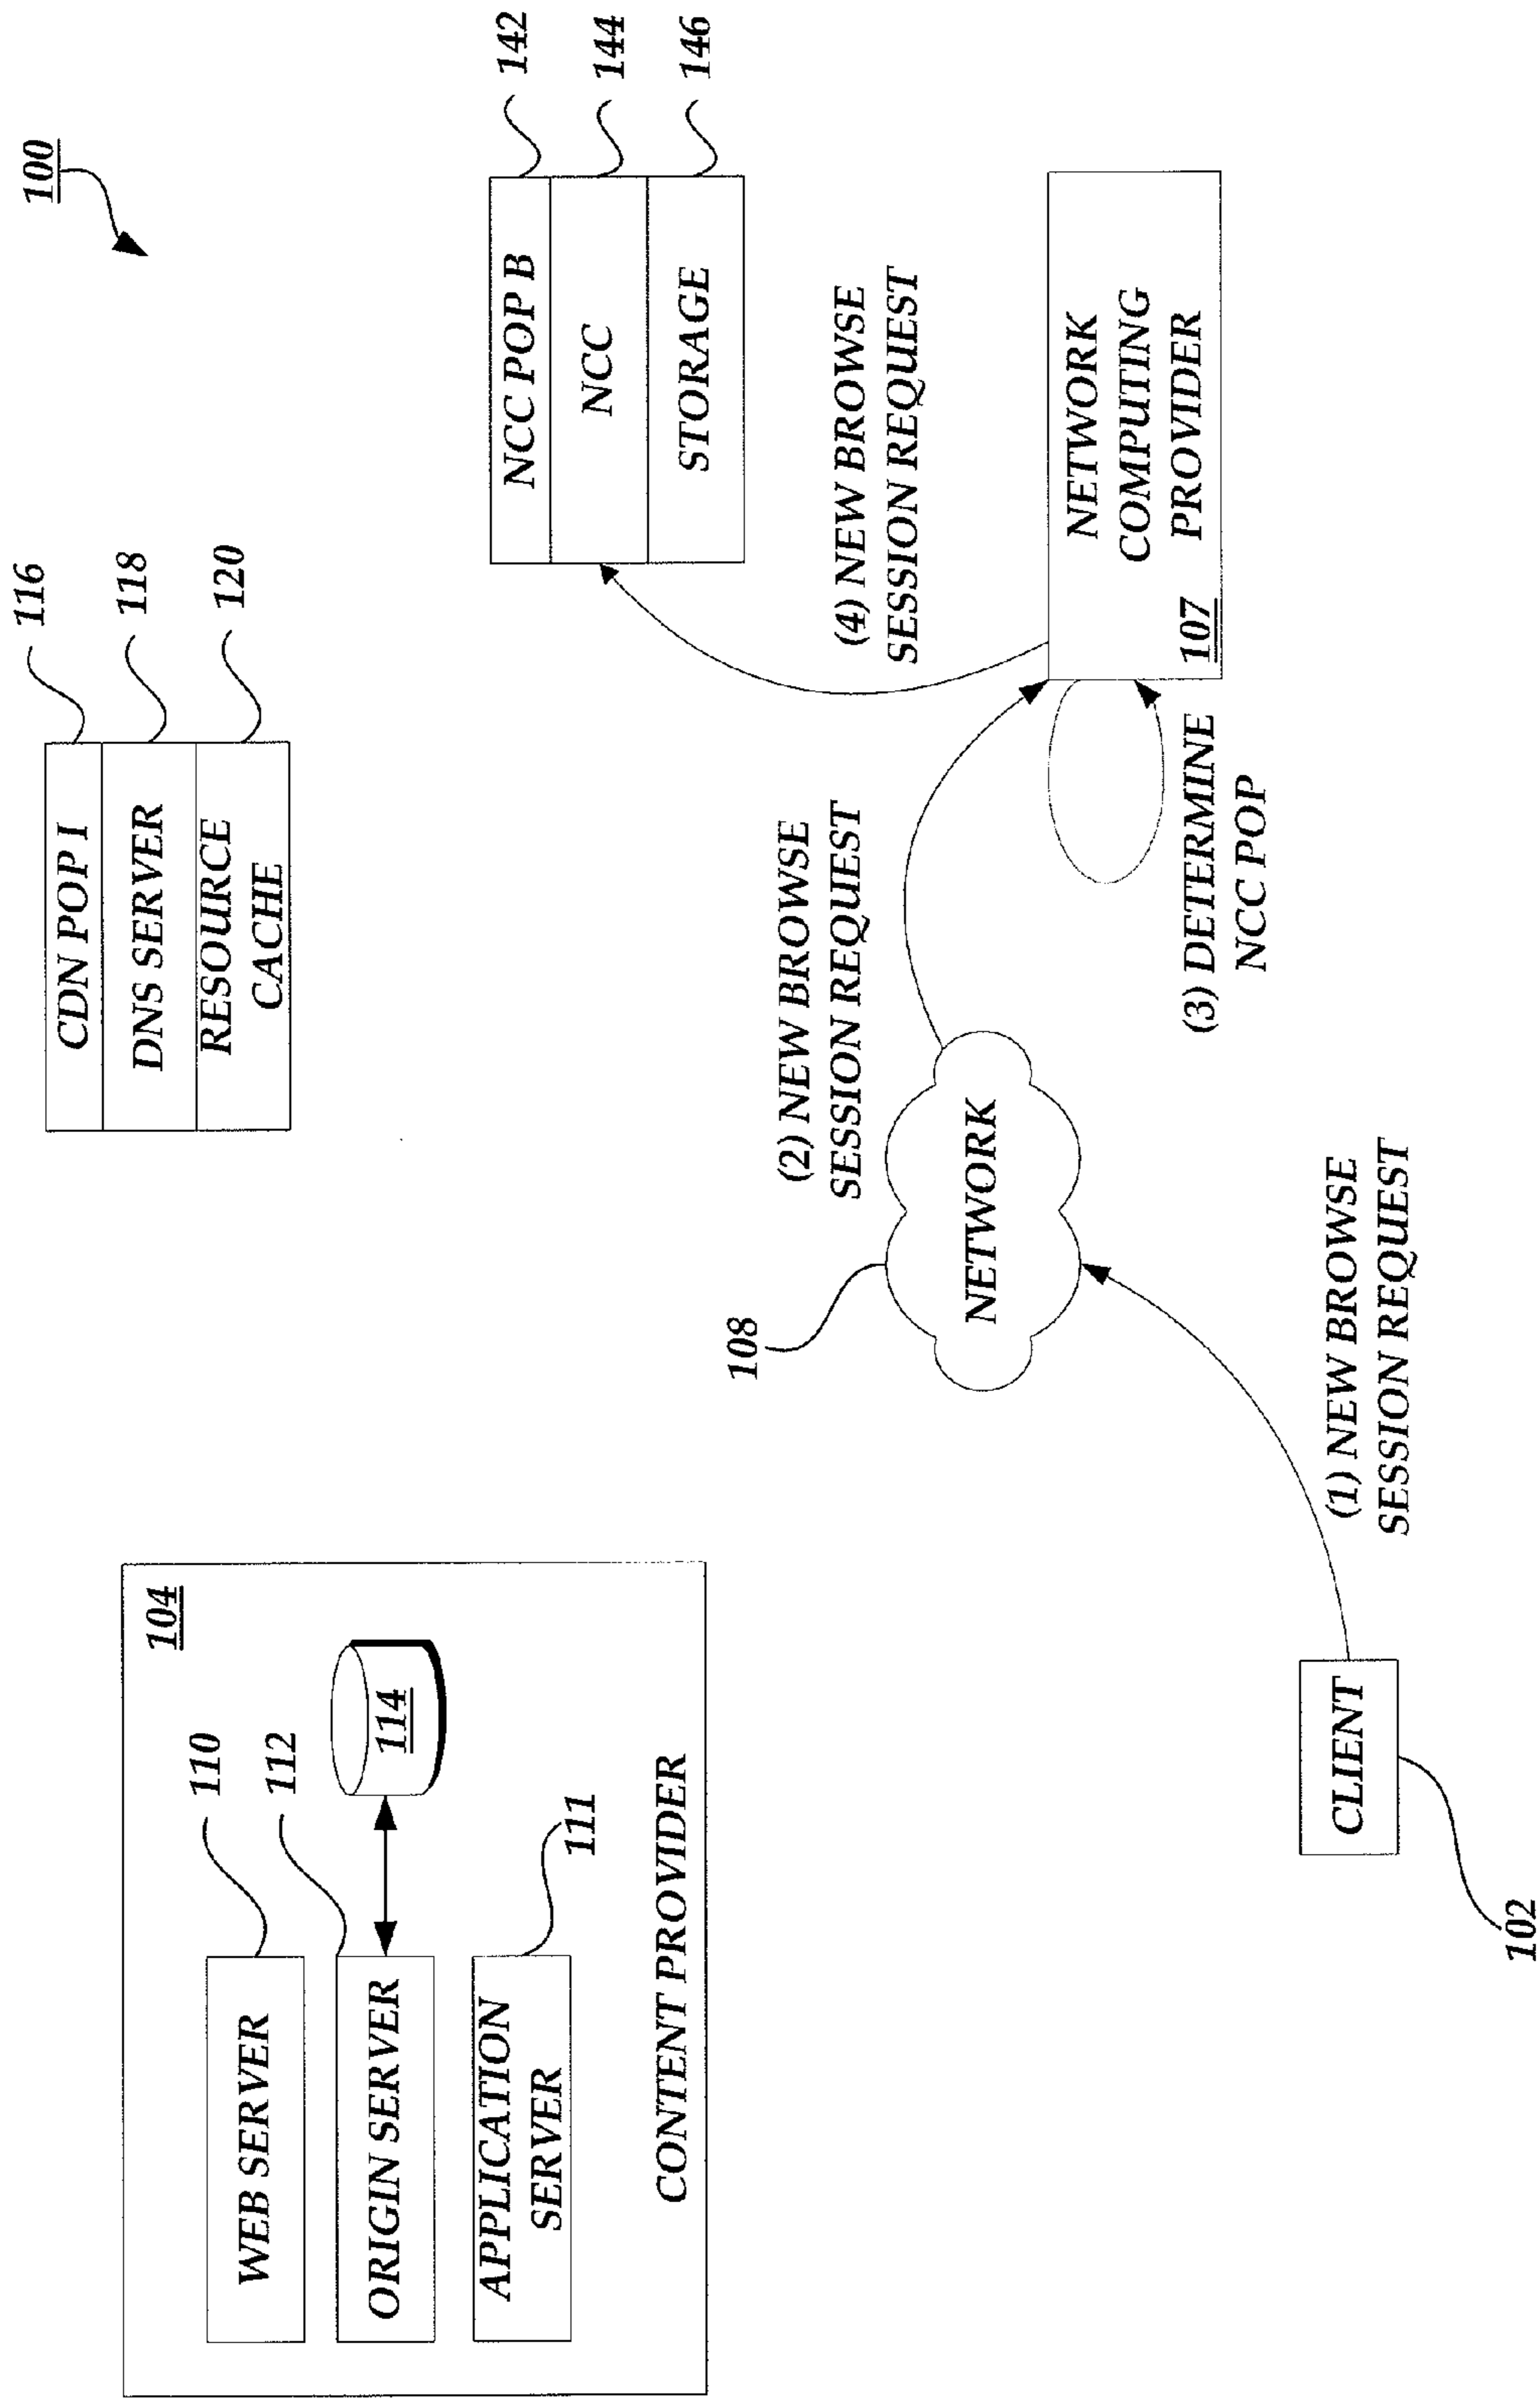 100
104
110
WEB SERVER
112
ORIGIN SERVER
114
111
APPLICATION
SERVER
CONTENT PROVIDER
116
CDN POP I
118
DNS SERVER
120
RESOURCE
CACHE
142
NCC POP B
144
NCC
146
STORAGE
108
NETWORK
(2) NEW BROWSE
SESSION REQUEST
(4) NEW BROWSE
SESSION REQUEST
NETWORK
COMPUTING
PROVIDER
107
(3) DETERMINE
NCC POP
(1) NEW BROWSE
SESSION REQUEST
CLIENT
102